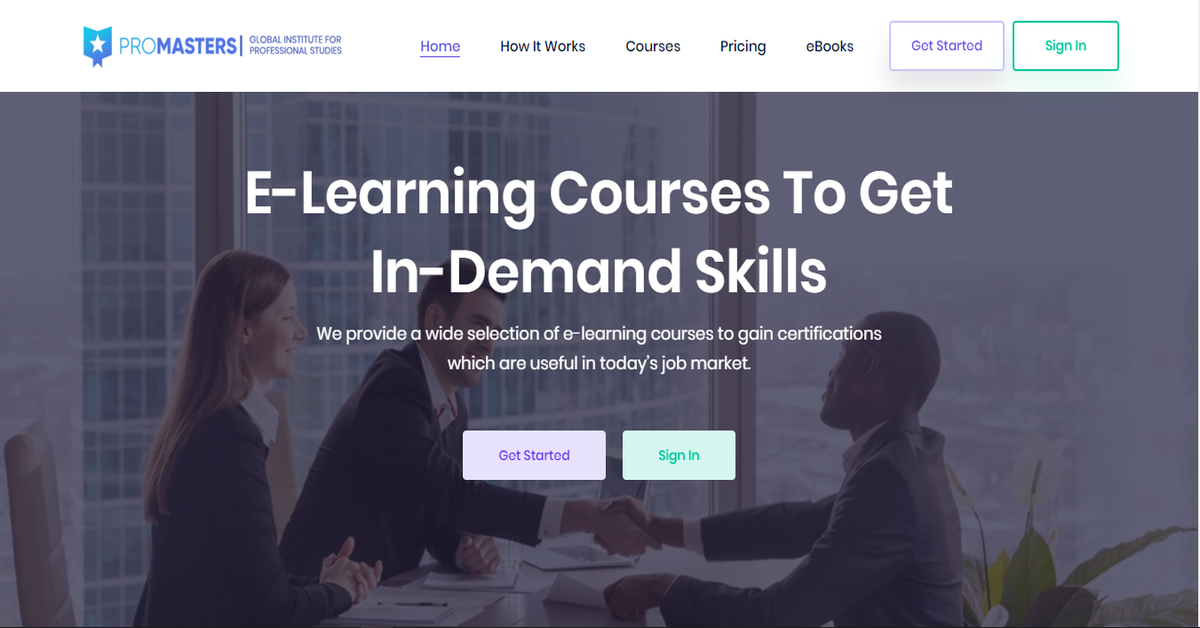 PROMASTERS
GLOBAL INSTITUTE FOR
PROFESSIONAL STUDIES
Home
How It Works
Courses
Pricing
eBooks
Get Started
Sign In
E-Learning Courses To Get
In-Demand Skills
We provide a wide selection of e-learning courses to gain certifications
which are useful in today's job market.
Get Started
Sign In